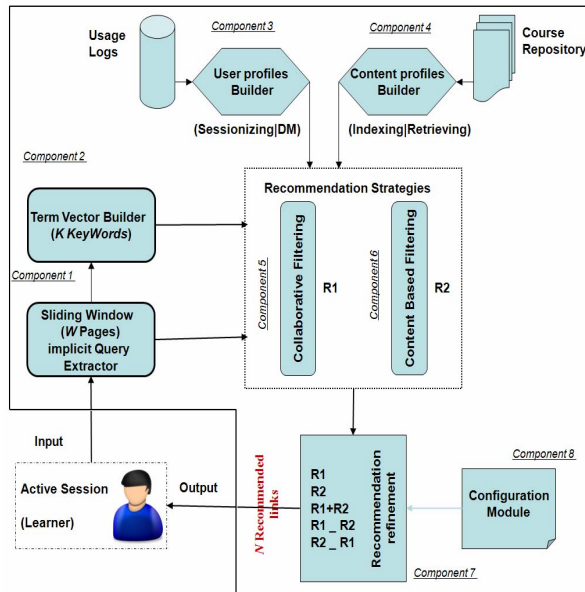 Usage
Logs
Component 3
Component 4
Course
Repository
User profiles
Builder
Content profiles
Builder
(Sessionizing|DM)
(Indexing|Retrieving)
Component 2
Recommendation Strategies
Term Vector Builder
(K KeyWords)
Component 1
Component 5
Collaborative Filtering
R1
Component 6
Content Based Filtering
R2
Sliding Window
(W Pages)
implicit Query
Extractor
Input
Output
Active Session
(Learner)
N Recommended
links
R1
R2
R1+R2
R1 _ R2
R2 _ R1
Recommendation
refinement
Component 8
Configuration
Module
Component 7